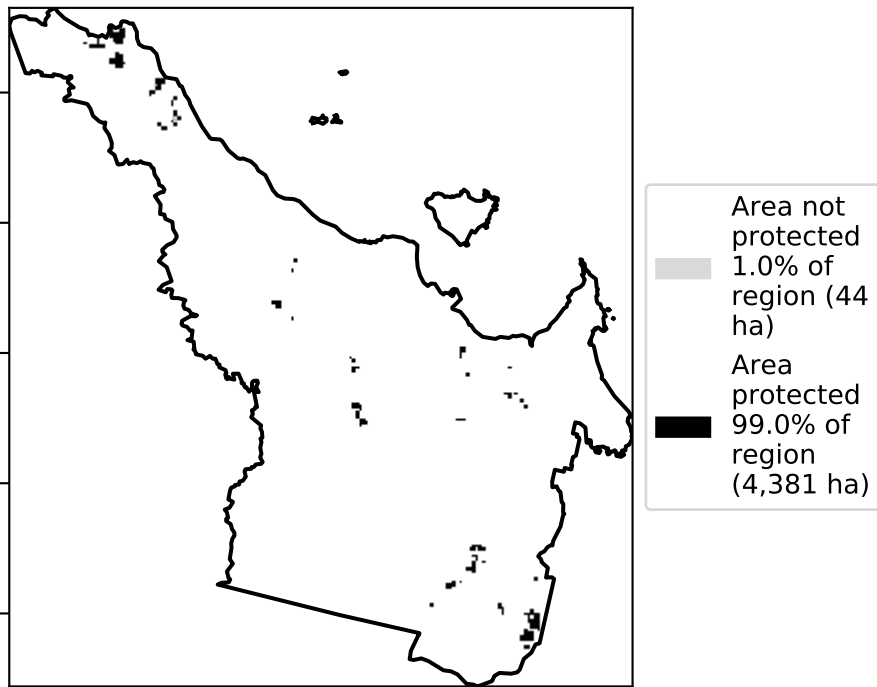 Area not
protected
1.0% of
region (44
ha)
Area
protected
99.0% of
region
(4,381 ha)